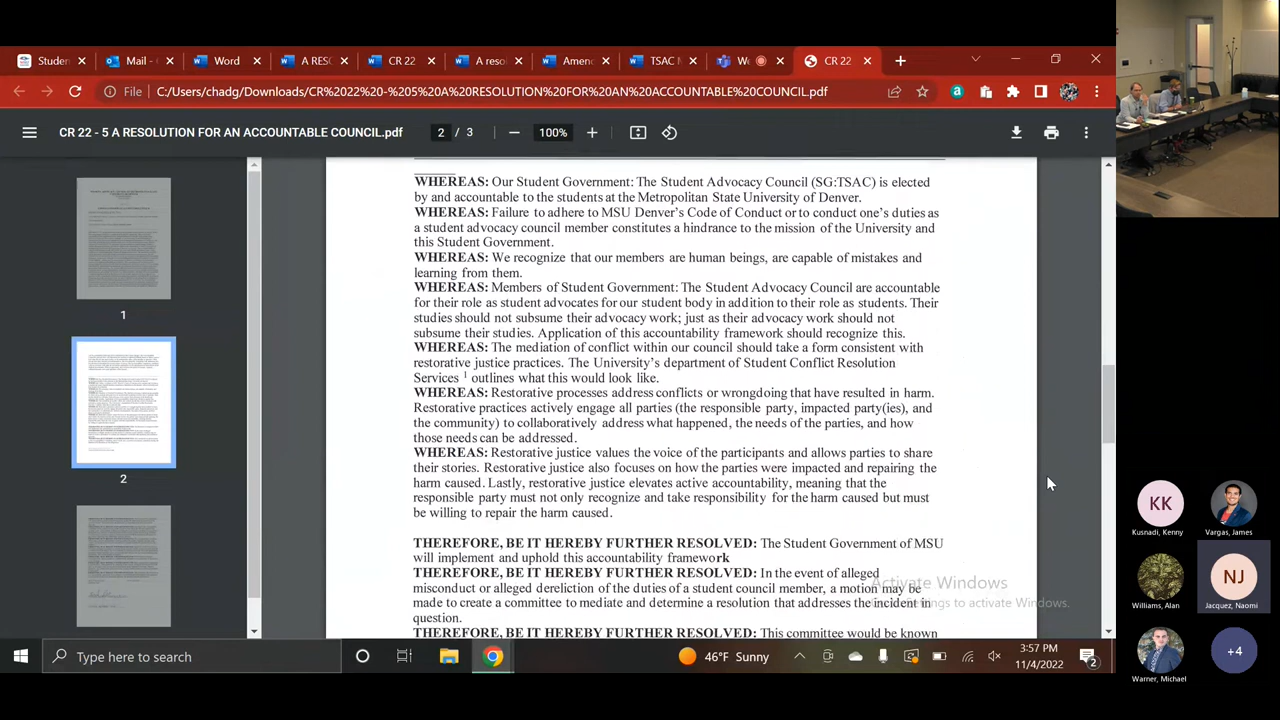 Studen
Mail -
Word
A RESC
CR 22
A resol
Amenc
TSAC M
We
CR 22
File
C:/Users/chadg/Downloads/CR%2022%20-%205%20A%20RESOLUTION%20FOR%20AN%20ACCOUNTABLE%20COUNCIL.pdf
CR 22 - 5 A RESOLUTION FOR AN ACCOUNTABLE COUNCIL.pdf
2 / 3
100%
1
2
WHEREAS: Our Student Government: The Student Advocacy Council (SG:TSAC) is elected
by and accountable to the students at the Metropolitan State University of Denver.
WHEREAS: Failure to adhere to MSU Denver's Code of Conduct or to conduct one's duties as
a student advocacy council member constitutes a hindrance to the mission of the University and
this Student Government.
WHEREAS: We recognize that our members are human beings, are capable of mistakes and
learning from them.
WHEREAS: Members of Student Government: The Student Advocacy Council are accountable
for their role as student advocates for our student body in addition to their role as students. Their
studies should not subsume their advocacy work; just as their advocacy work should not
subsume their studies. Application of this accountability framework should recognize this.
WHEREAS: The mediation of conflict within our council should take a form consistent with
restorative justice practices. The University's department of Student Conflict Resolution
Services 1 outlines what this would look like.
WHEREAS: Restorative processes address conflicts or wrongdoing that have resulted in harm.
Restorative practices actively engage all parties (the responsible party, impacted party(ies), and
the community) to collaboratively address what happened, the needs of the parties, and how
those needs can be addressed.
WHEREAS: Restorative justice values the voice of the participants and allows parties to share
their stories. Restorative justice also focuses on how the parties were impacted and repairing the
harm caused. Lastly, restorative justice elevates active accountability, meaning that the
responsible party must not only recognize and take responsibility for the harm caused but must
be willing to repair the harm caused.
THEREFORE, BE IT HEREBY FURTHER RESOLVED: The Student Government of MSU
will implement and uphold this accountability framework
THEREFORE, BE IT HEREBY FURTHER RESOLVED: In the event of alleged
misconduct or alleged dereliction of the duties of a student council member, a motion may be
made to create a committee to mediate and determine a resolution that addresses the incident in
question.
THEREFORE, BE IT HEREBY FURTHER RESOLVED: This committee would be known
Activate Windows
to activate Windows.
KK
Kusnadi, Kenny
Vargas, James
Williams, Alan
NJ
Jacquez, Naomi
Warner, Michael
+4
Type here to search
46°F Sunny
3:57 PM
11/4/2022
2